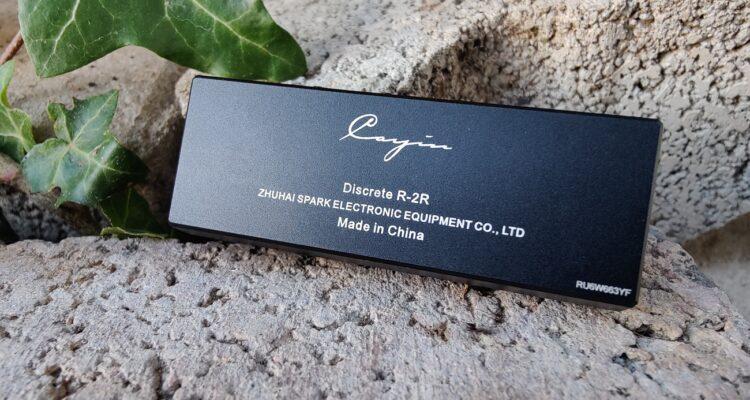 Cayin
Discrete R-2R
ZHUHAI SPARK ELECTRONIC EQUIPMENT CO., LTD
Made in China
RU6W663YF